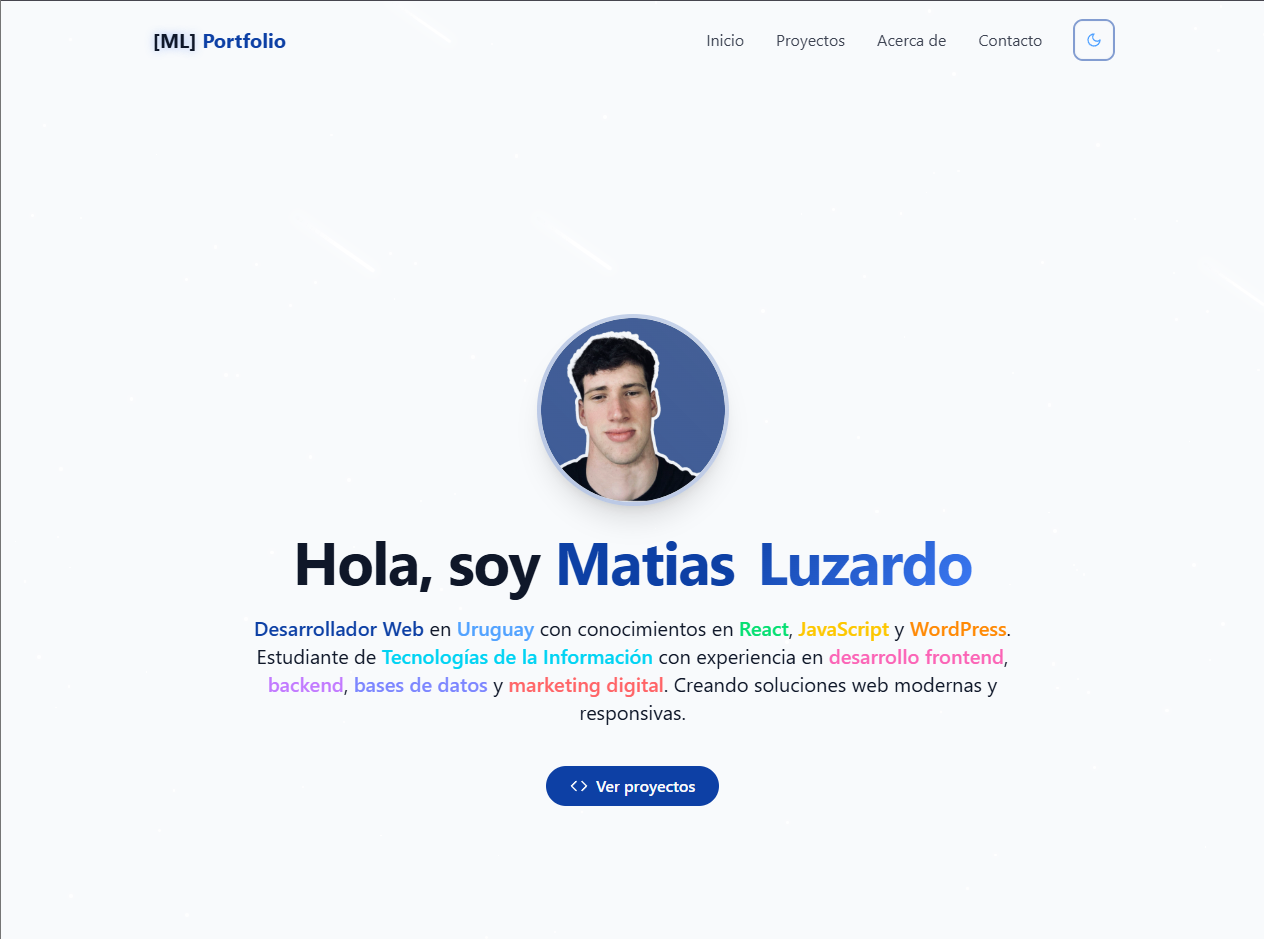 [ML] Portfolio
Inicio Proyectos Acerca de Contacto
Hola, soy Matias Luzardo
Desarrollador Web en Uruguay con conocimientos en React, JavaScript y WordPress.
Estudiante de Tecnologías de la Información con experiencia en desarrollo frontend,
backend, bases de datos y marketing digital. Creando soluciones web modernas y
responsivas.
Ver proyectos